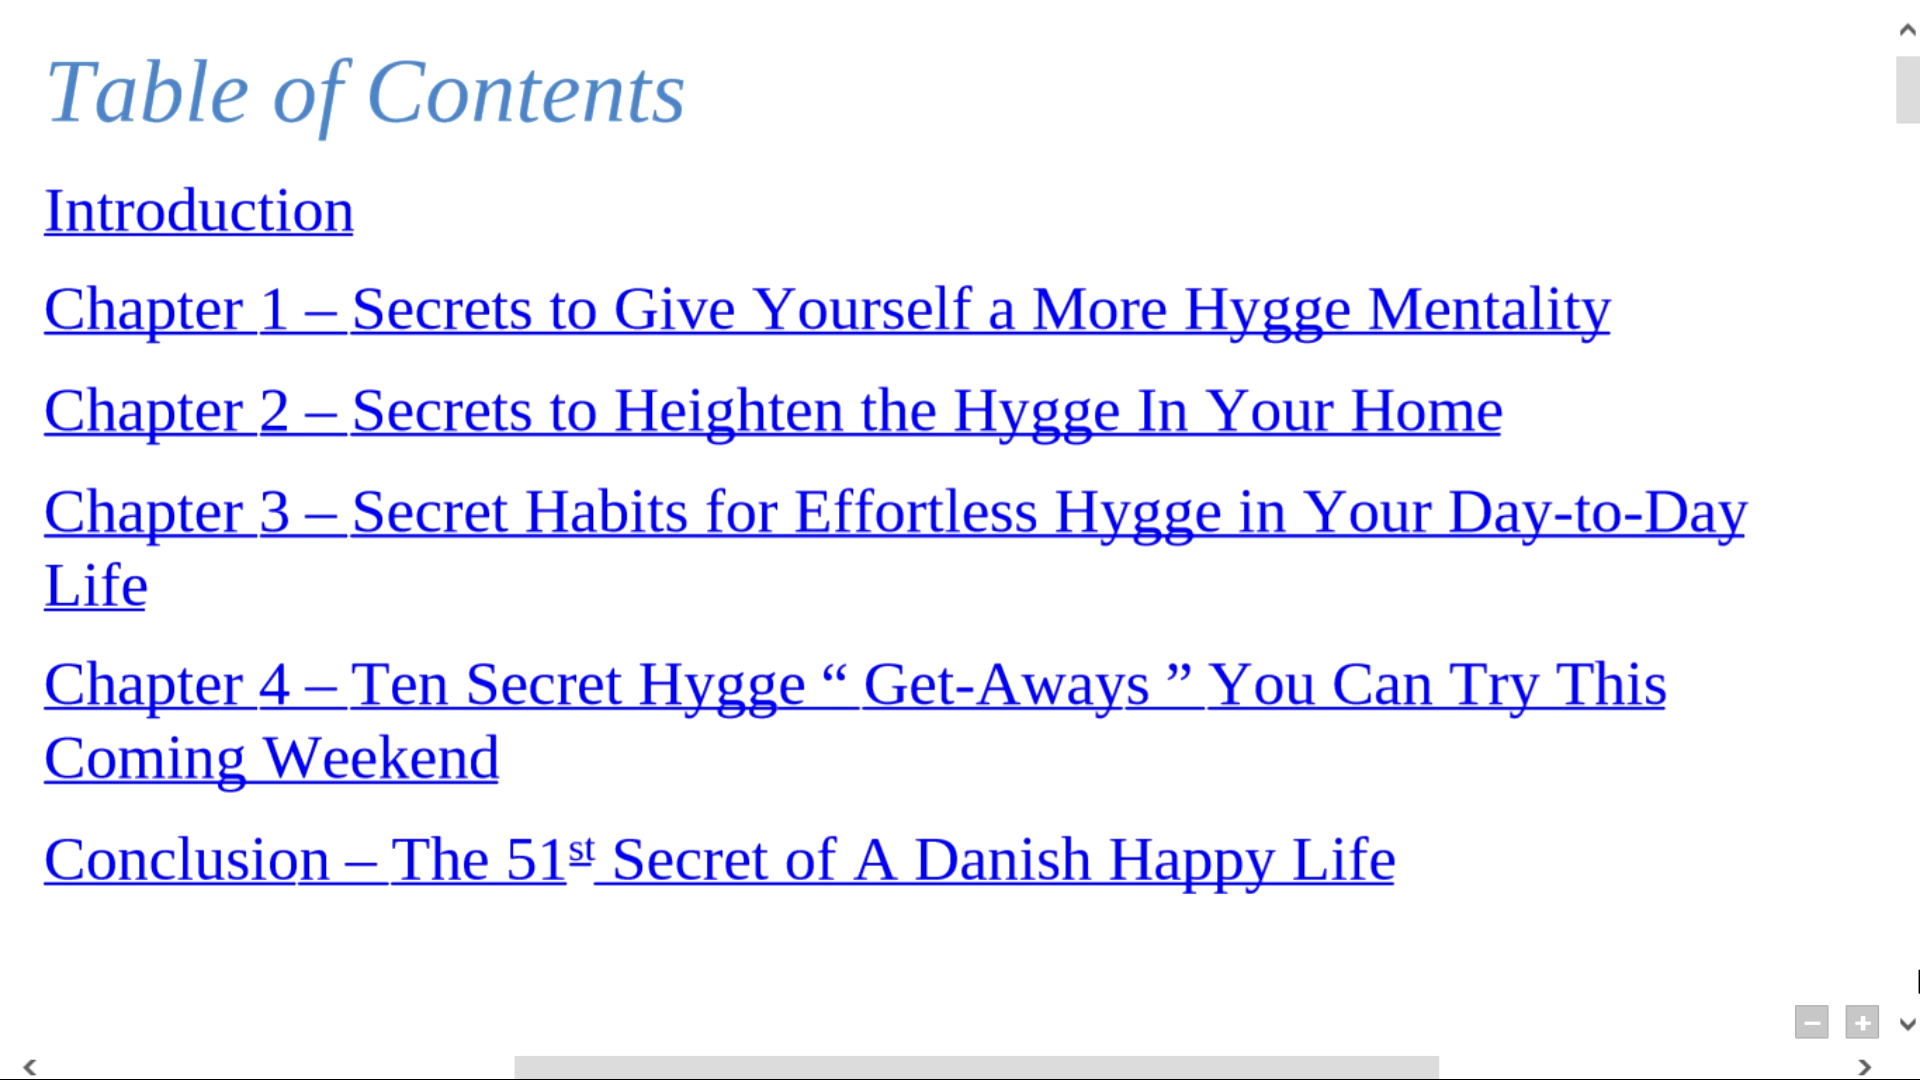 Table of Contents
Introduction
Chapter 1 – Secrets to Give Yourself a More Hygge Mentality
Chapter 2 – Secrets to Heighten the Hygge In Your Home
Chapter 3 – Secret Habits for Effortless Hygge in Your Day-to-Day
Life
Chapter 4 – Ten Secret Hygge “ Get-Aways ” You Can Try This
Coming Weekend
Conclusion – The 51st Secret of A Danish Happy Life